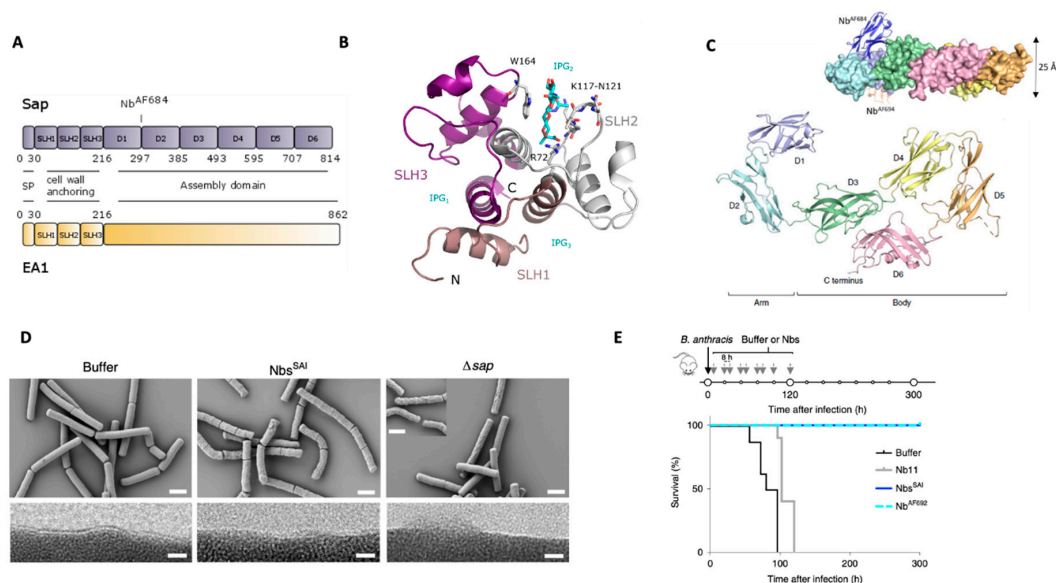 A
Nb^AF684
Sap
SLH1 SLH2 SLH3 D1 D2 D3 D4 D5 D6
0 30 216 297 385 493 595 707 814
SP cell wall anchoring Assembly domain
0 30 216 862
SLH1 SLH2 SLH3
EA1
B
W164
IPG₂
K117-N121
SLH2
R72
SLH3
IPG₁
C
IPG₃
SLH1
N
C
Nb^AF684
25 Å
Nb^AF694
D1
D4
D3
D2
D5
D6
C terminus
Arm Body
D
Buffer Nbs^SAI Δsap
E
B. anthracis Buffer or Nbs
8 h
0 120 300
Time after infection (h)
100
50
0
Survival (%)
Buffer
Nb11
Nbs^SAI
Nb^AF692
0 100 200 300
Time after infection (h)